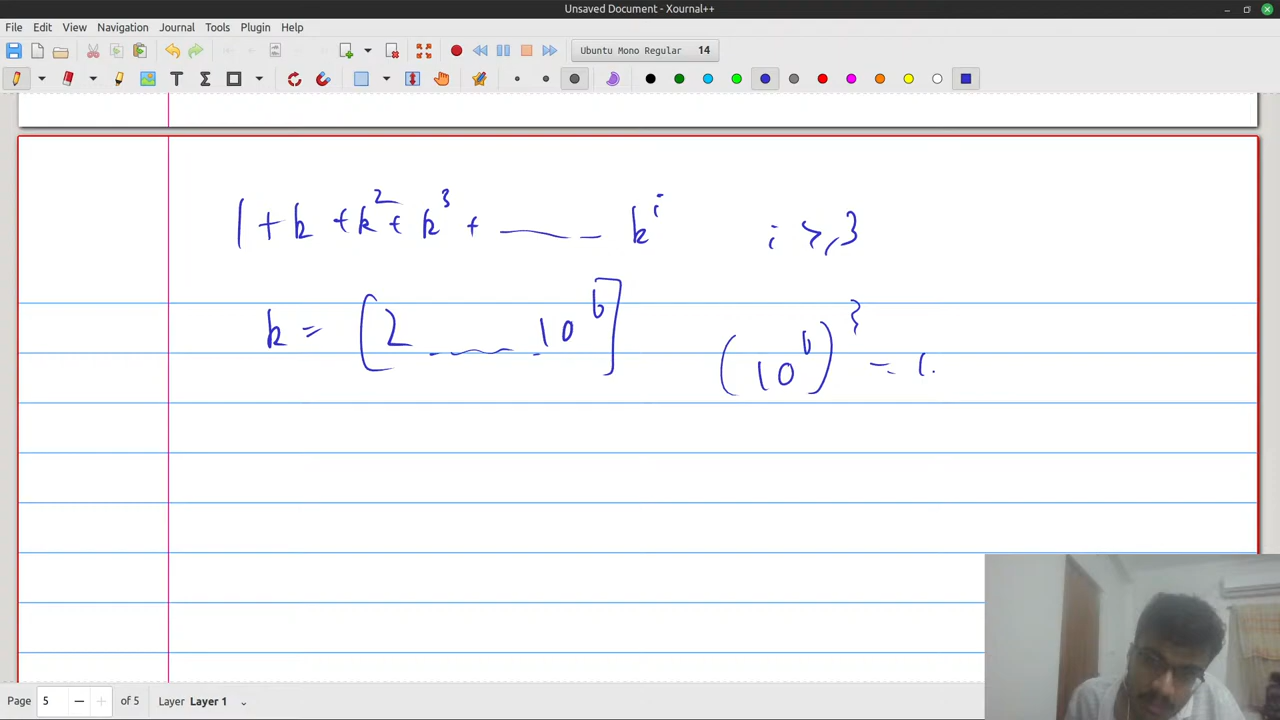 Unsaved Document - Xournal++
File Edit View Navigation Journal Tools Plugin Help
Ubuntu Mono Regular 14
1 + k + k² + k³ + ____ kⁱ i ≥ 3
k = [2 ____ 10⁶]
(10⁶)³ = 1
Page 5 of 5 Layer Layer 1